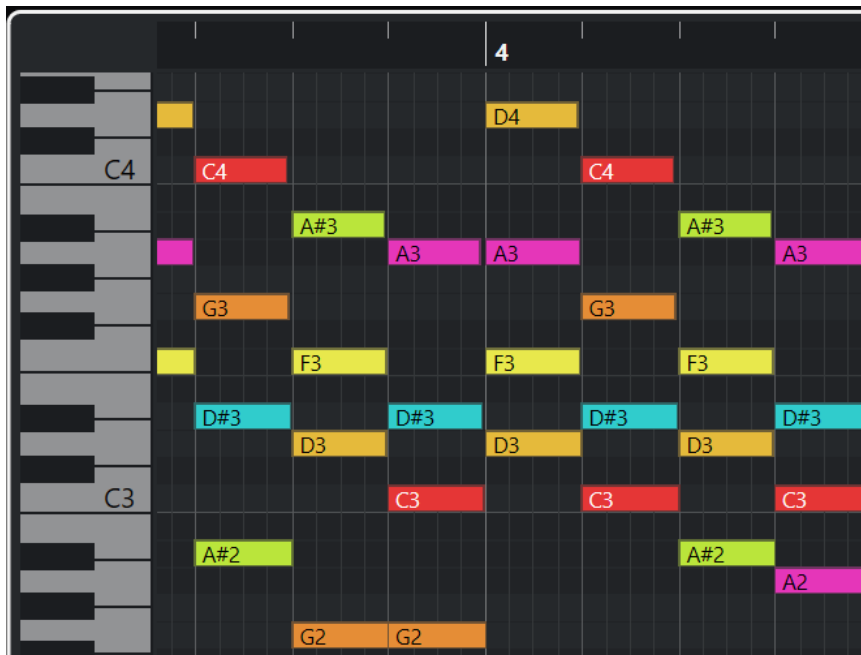 4
D4
C4 C4 C4
A#3 A#3
A3 A3 A3
G3 G3
F3 F3 F3
D#3 D#3 D#3 D#3
D3 D3 D3
C3 C3 C3 C3
A#2 A#2
A2
G2 G2